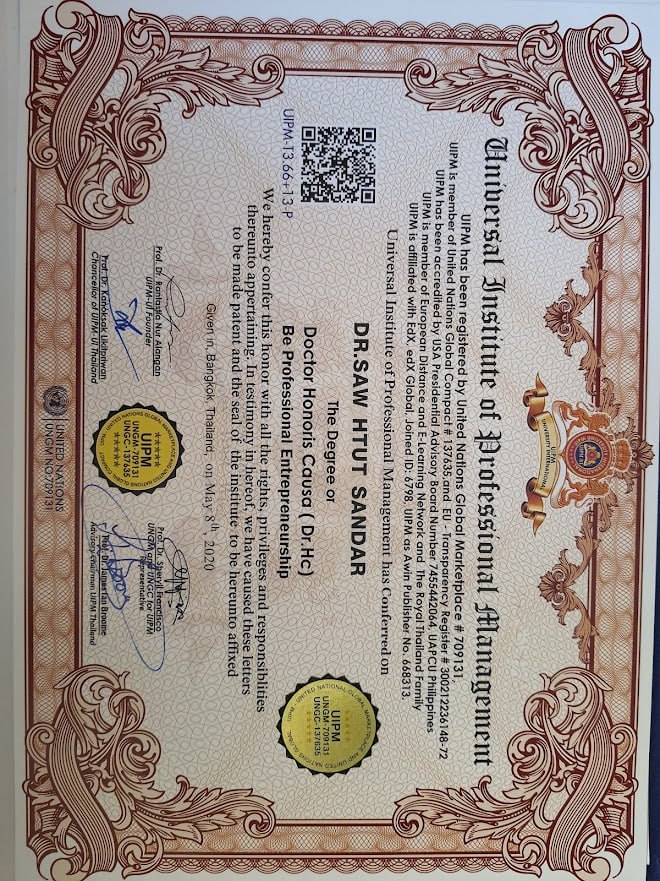 UIPM
UNIVERSITY INTERNATIONAL
Universal Institute of Professional Management
UIPM has been registered by United Nations Global Marketplace # 709131,
UIPM is member of United Nations Global Compact # 137635,and EU - Transparency Register # 300212236148-72
UIPM has been accredited by USA Presidential Advisory Board Number 7455442064, UAPCU Philippines
UIPM is member of European Distance and E-Learning Network and The Royal Thailand Family
UIPM is affiliated with EdX, edX Global, Joined ID: 6798, UIPM as Awin Publisher No. 668313.
Universal Institute of Professional Management has Conferred on
DR.SAW HTUT SANDAR
The Degree or
Doctor Honoris Causa ( Dr.Hc)
Be Professional Entrepreneurship
UIPM-T3.66+13-P
UIPM
UNGM-709131
UNGC-137635
We hereby confer this honor with all the rights, privileges and responsiblities
thereunto appertaining. In testimony in hereof, we have caused these letters
to be made patent and the seal of the institute to be hereunto affixed
Given in, Bangkok, Thailand, on May 8th, 2020
Prof. Dr. Rantastia Nur Alangan
UIPM-UI Founder
Prof. Dr. Sheryll Francisco
UNGM and UNGC for UIPM
Representative
UIPM
UNGM-709131
UNGC-137635
Prof. Dr. Kanoksak Likitpriwan
Chancellor of UIPM-UI Thailand
Prof. Dr. James Ian Broome
Advisory Chairman UIPM Thailand
UNITED NATIONS
UNGM NO:709131